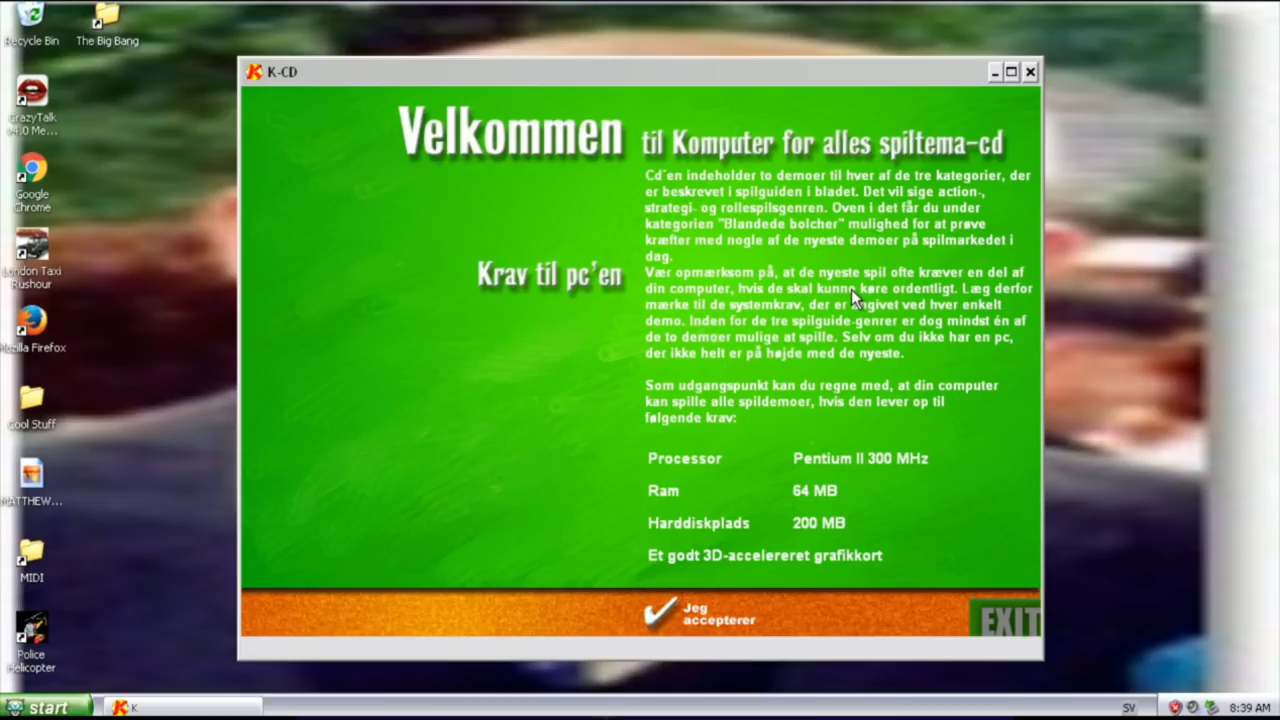 Recycle Bin
The Big Bang
CrazyTalk
v4.0 Me...
Google
Chrome
London Taxi
Rushour
Mozilla Firefox
Cool Stuff
MATTHEW...
MIDI
Police
Helicopter
K-CD
Velkommen til Komputer for alles spiltema-cd
Cd'en indeholder to demoer til hver af de tre kategorier, der
er beskrevet i spilguiden i bladet. Det vil sige action-,
strategi- og rollespilsgenren. Oven i det får du under
kategorien "Blandede bolcher" mulighed for at prøve
kræfter med nogle af de nyeste demoer på spilmarkedet i
dag.
Krav til pc'en
Vær opmærksom på, at de nyeste spil ofte kræver en del af
din computer, hvis de skal kunne køre ordentligt. Læg derfor
mærke til de systemkrav, der er angivet ved hver enkelt
demo. Inden for de tre spilguide-genrer er dog mindst én af
de to demoer mulige at spille. Selv om du ikke har en pc,
der ikke helt er på højde med de nyeste.
Som udgangspunkt kan du regne med, at din computer
kan spille alle spildemoer, hvis den lever op til
følgende krav:
Processor Pentium II 300 MHz
Ram 64 MB
Harddiskplads 200 MB
Et godt 3D-accelereret grafikkort
Jeg
accepterer
EXIT
start
K
SV
8:39 AM